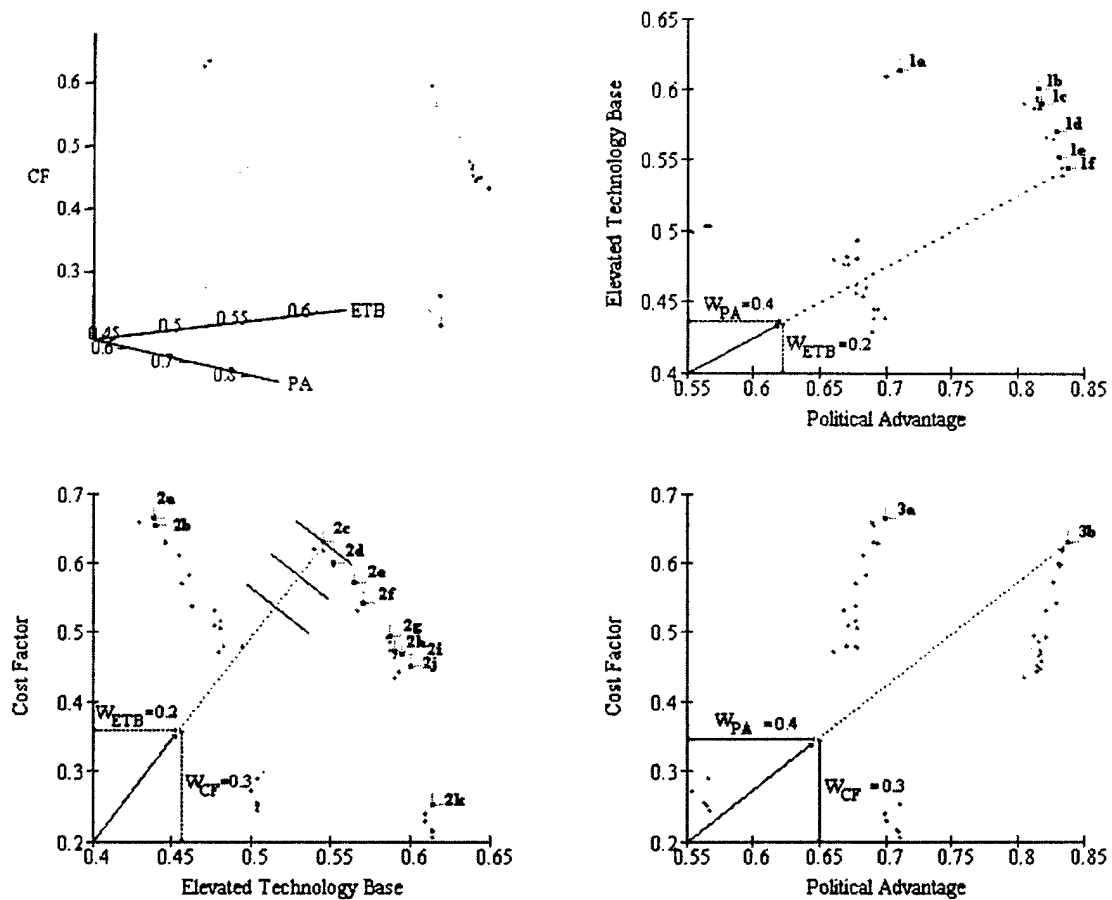 CF
0.6
0.5
0.4
0.3
0.45
0.5
0.55
0.6
ETB
0.6
0.7
0.8
PA
Elevated Technology Base
0.65
0.6
0.55
0.5
0.45
0.4
1a
1b
1c
1d
1e
1f
W_PA=0.4
W_ETB=0.2
0.55
0.6
0.65
0.7
0.75
0.8
0.85
Political Advantage
Cost Factor
0.7
0.6
0.5
0.4
0.3
0.2
2a
2b
2c
2d
2e
2f
2g
2h
2i
2j
2k
W_ETB=0.2
W_CF=0.3
0.4
0.45
0.5
0.55
0.6
0.65
Elevated Technology Base
Cost Factor
0.7
0.6
0.5
0.4
0.3
0.2
3a
3b
W_PA=0.4
W_CF=0.3
0.55
0.6
0.65
0.7
0.75
0.8
0.85
Political Advantage